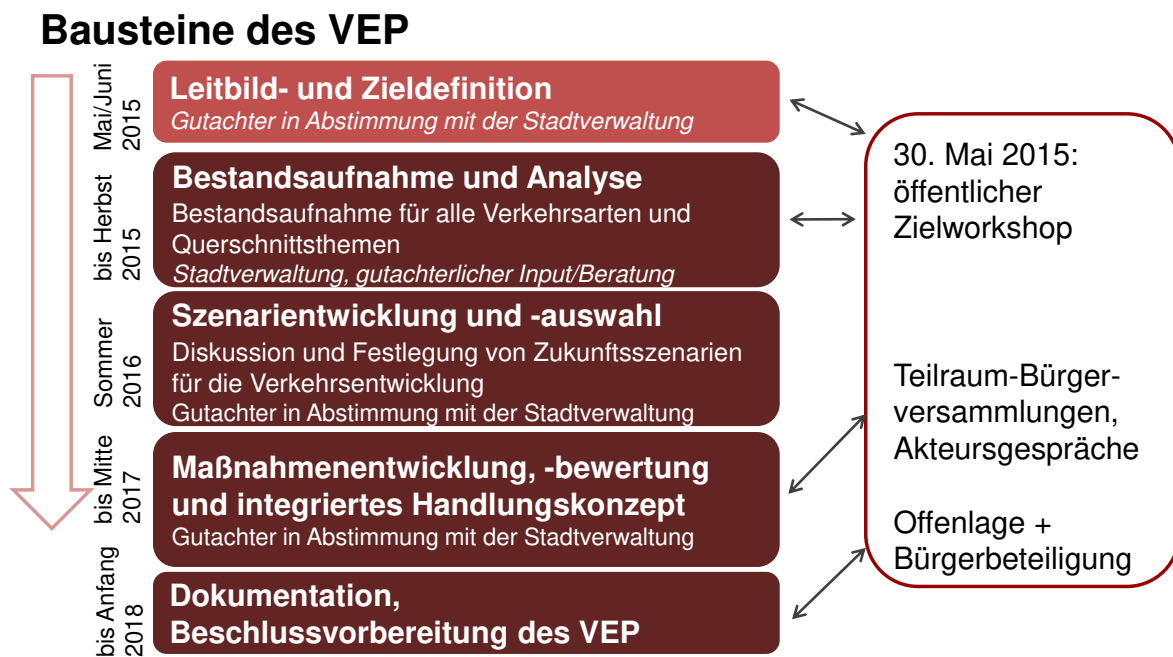 Bausteine des VEP
Mai/Juni
2015
Leitbild- und Zieldefinition
Gutachter in Abstimmung mit der Stadtverwaltung
bis Herbst
2015
Bestandsaufnahme und Analyse
Bestandsaufnahme für alle Verkehrsarten und
Querschnittsthemen
Stadtverwaltung, gutachterlicher Input/Beratung
Sommer
2016
Szenarientwicklung und -auswahl
Diskussion und Festlegung von Zukunftsszenarien
für die Verkehrsentwicklung
Gutachter in Abstimmung mit der Stadtverwaltung
bis Mitte
2017
Maßnahmenentwicklung, -bewertung
und integriertes Handlungskonzept
Gutachter in Abstimmung mit der Stadtverwaltung
bis Anfang
2018
Dokumentation,
Beschlussvorbereitung des VEP
30. Mai 2015:
öffentlicher
Zielworkshop
Teilraum-Bürger-
versammlungen,
Akteursgespräche
Offenlage +
Bürgerbeteiligung